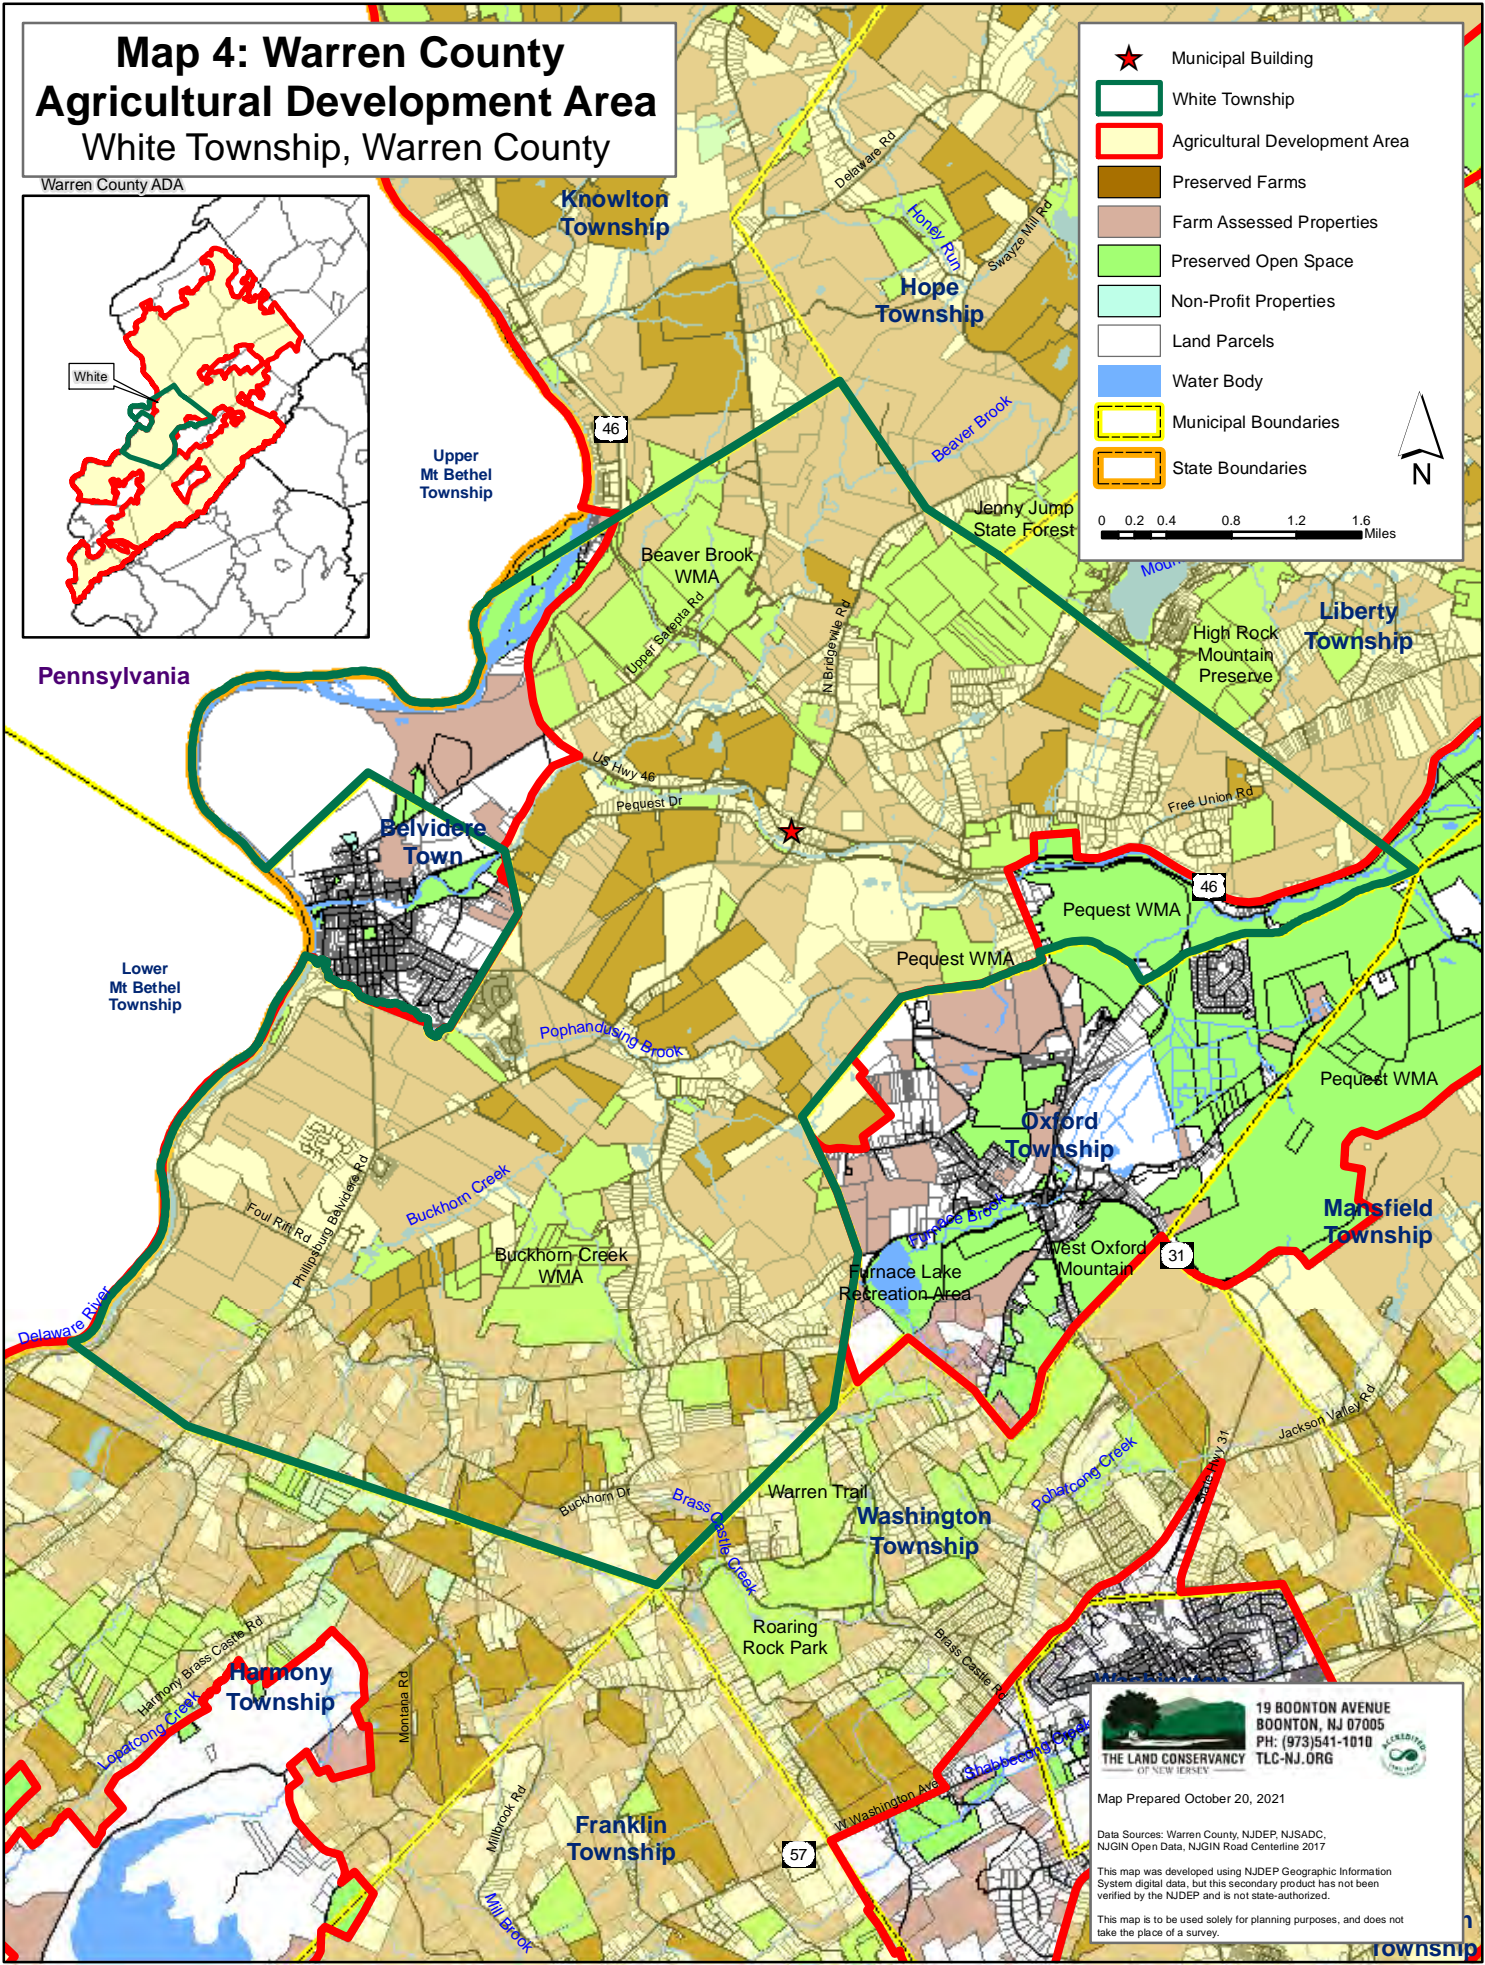 Map 4: Warren County
Agricultural Development Area
White Township, Warren County
Warren County ADA
White
Municipal Building
White Township
Agricultural Development Area
Preserved Farms
Farm Assessed Properties
Preserved Open Space
Non-Profit Properties
Land Parcels
Water Body
Municipal Boundaries
State Boundaries
N
0 0.2 0.4 0.8 1.2 1.6
Miles
Knowlton
Township
Delaware Rd
Honey Run
Swayze Mill Rd
Hope
Township
46
Beaver Brook
Upper
Mt Bethel
Township
Jenny Jump
State Forest
Beaver Brook
WMA
Upper Sarepta Rd
N Bridgeville Rd
High Rock
Mountain
Preserve
Liberty
Township
Pennsylvania
US Hwy 46
Pequest Dr
Free Union Rd
Belvidere
Town
46
Pequest WMA
Pequest WMA
Lower
Mt Bethel
Township
Pophandusing Brook
Pequest WMA
Oxford
Township
Buckhorn Creek
Foul Rift Rd
Phillipsburg Belvidere Rd
Buckhorn Creek
WMA
Furnace Brook
Mansfield
Township
West Oxford
Mountain
31
Furnace Lake
Recreation Area
Delaware River
Jackson Valley Rd
State Hwy 31
Pohatcong Creek
Buckhorn Dr
Brass Castle Creek
Warren Trail
Washington
Township
Roaring
Rock Park
Brass Castle Rd
Harmony Brass Castle Rd
Harmony
Township
Lopatcong Creek
Montana Rd
Shabbecong Creek
W Washington Ave
Millbrook Rd
Franklin
Township
57
Mill Brook
THE LAND CONSERVANCY
OF NEW JERSEY
19 BOONTON AVENUE
BOONTON, NJ 07005
PH: (973)541-1010
TLC-NJ.ORG
ACCREDITED
Map Prepared October 20, 2021
Data Sources: Warren County, NJDEP, NJSADC,
NJGIN Open Data, NJGIN Road Centerline 2017
This map was developed using NJDEP Geographic Information
System digital data, but this secondary product has not been
verified by the NJDEP and is not state-authorized.
This map is to be used solely for planning purposes, and does not
take the place of a survey.
Township